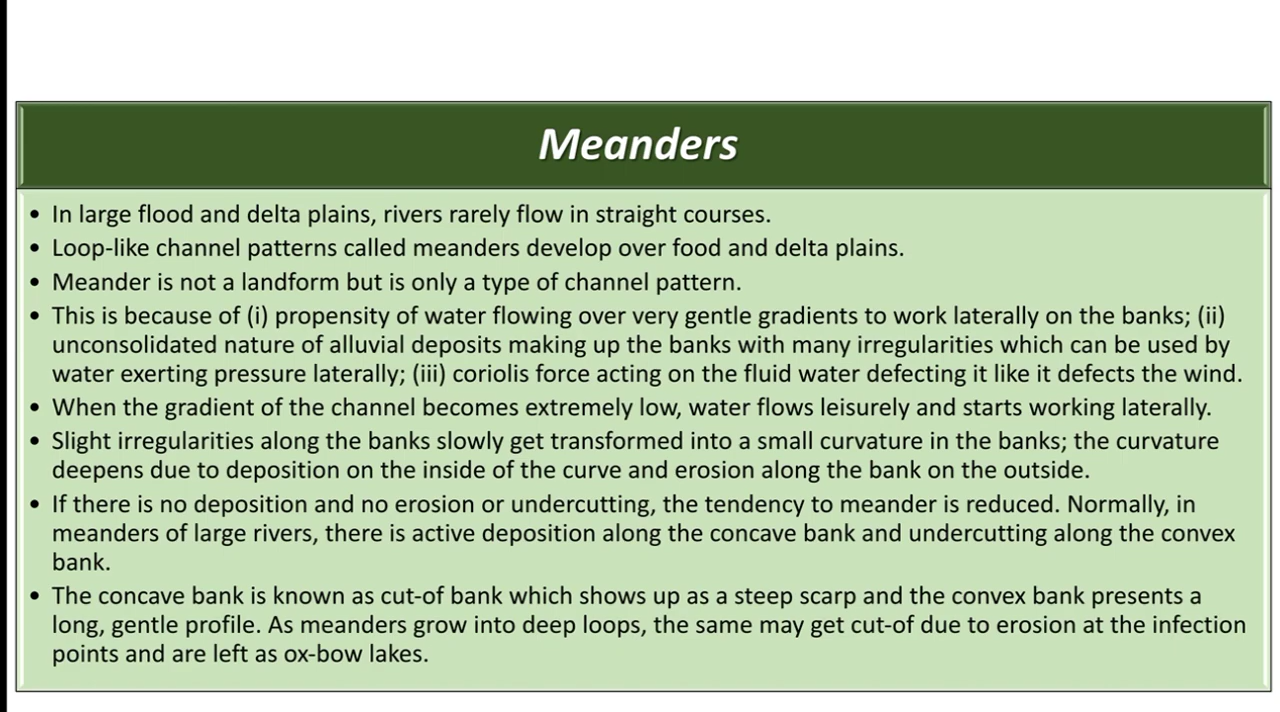 Meanders
• In large flood and delta plains, rivers rarely flow in straight courses.
• Loop-like channel patterns called meanders develop over food and delta plains.
• Meander is not a landform but is only a type of channel pattern.
• This is because of (i) propensity of water flowing over very gentle gradients to work laterally on the banks; (ii)
unconsolidated nature of alluvial deposits making up the banks with many irregularities which can be used by
water exerting pressure laterally; (iii) coriolis force acting on the fluid water defecting it like it defects the wind.
• When the gradient of the channel becomes extremely low, water flows leisurely and starts working laterally.
• Slight irregularities along the banks slowly get transformed into a small curvature in the banks; the curvature
deepens due to deposition on the inside of the curve and erosion along the bank on the outside.
• If there is no deposition and no erosion or undercutting, the tendency to meander is reduced. Normally, in
meanders of large rivers, there is active deposition along the concave bank and undercutting along the convex
bank.
• The concave bank is known as cut-of bank which shows up as a steep scarp and the convex bank presents a
long, gentle profile. As meanders grow into deep loops, the same may get cut-of due to erosion at the infection
points and are left as ox-bow lakes.